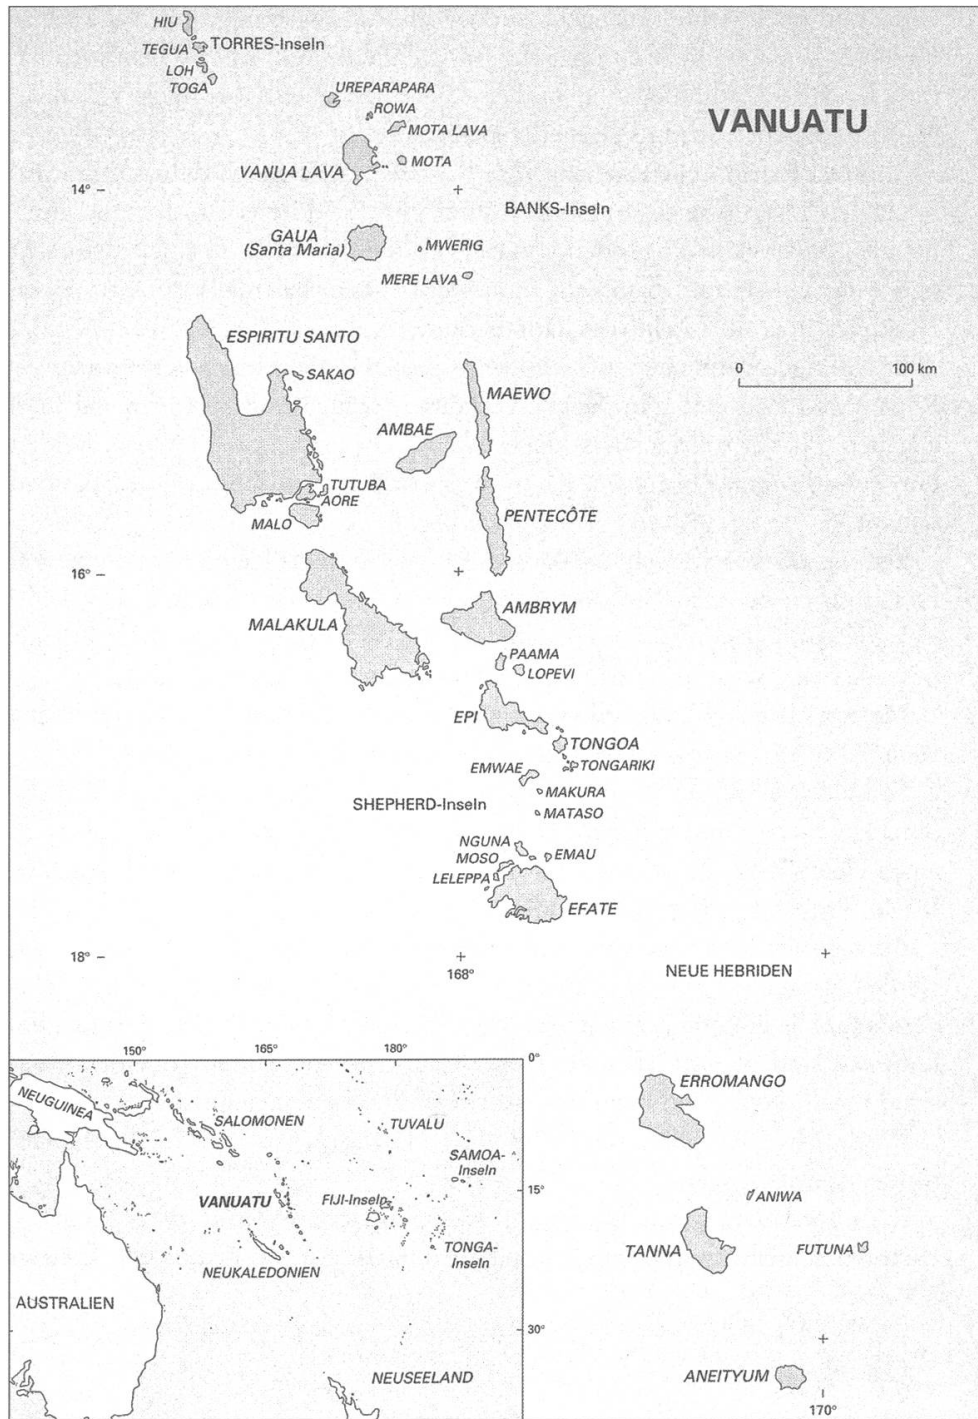 HIU
TEGUA
TORRES-Inseln
LOH
TOGA
UREPARAPARA
ROWA
VANUATU
MOTA LAVA
MOTA
VANUA LAVA
14°
BANKS-Inseln
GAUA
(Santa Maria)
MWERIG
MERE LAVA
ESPIRITU SANTO
SAKAO
0 100 km
MAEWO
AMBAE
TUTUBA
AORE
MALO
PENTECÔTE
16°
AMBRYM
MALAKULA
PAAMA
LOPEVI
EPI
TONGOA
EMWAE
TONGARIKI
MAKURA
SHEPHERD-Inseln
MATASO
NGUNA
MOSO
EMAU
LELEPPA
EFATE
18°
168°
NEUE HEBRIDEN
150° 165° 180°
0°
NEUGUINEA
SALOMONEN
TUVALU
SAMOA-
Inseln
15°
VANUATU
FIJI-Inseln
TONGA-
Inseln
NEUKALEDONIEN
AUSTRALIEN
30°
NEUSEELAND
ERROMANGO
ANIWA
TANNA
FUTUNA
ANEITYUM
170°